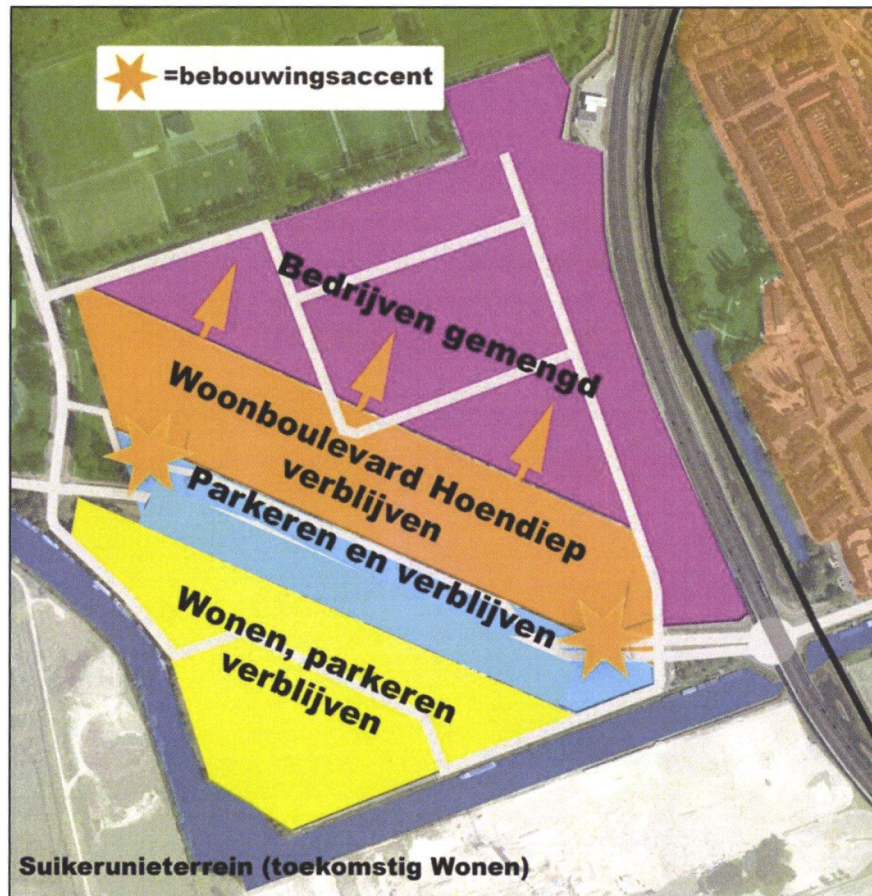 =bebouwingsaccent
Bedrijven gemengd
Woonboulevard Hoendiep
verblijven
Parkeren en verblijven
Wonen, parkeren
verblijven
Suikerunieterrein (toekomstig Wonen)